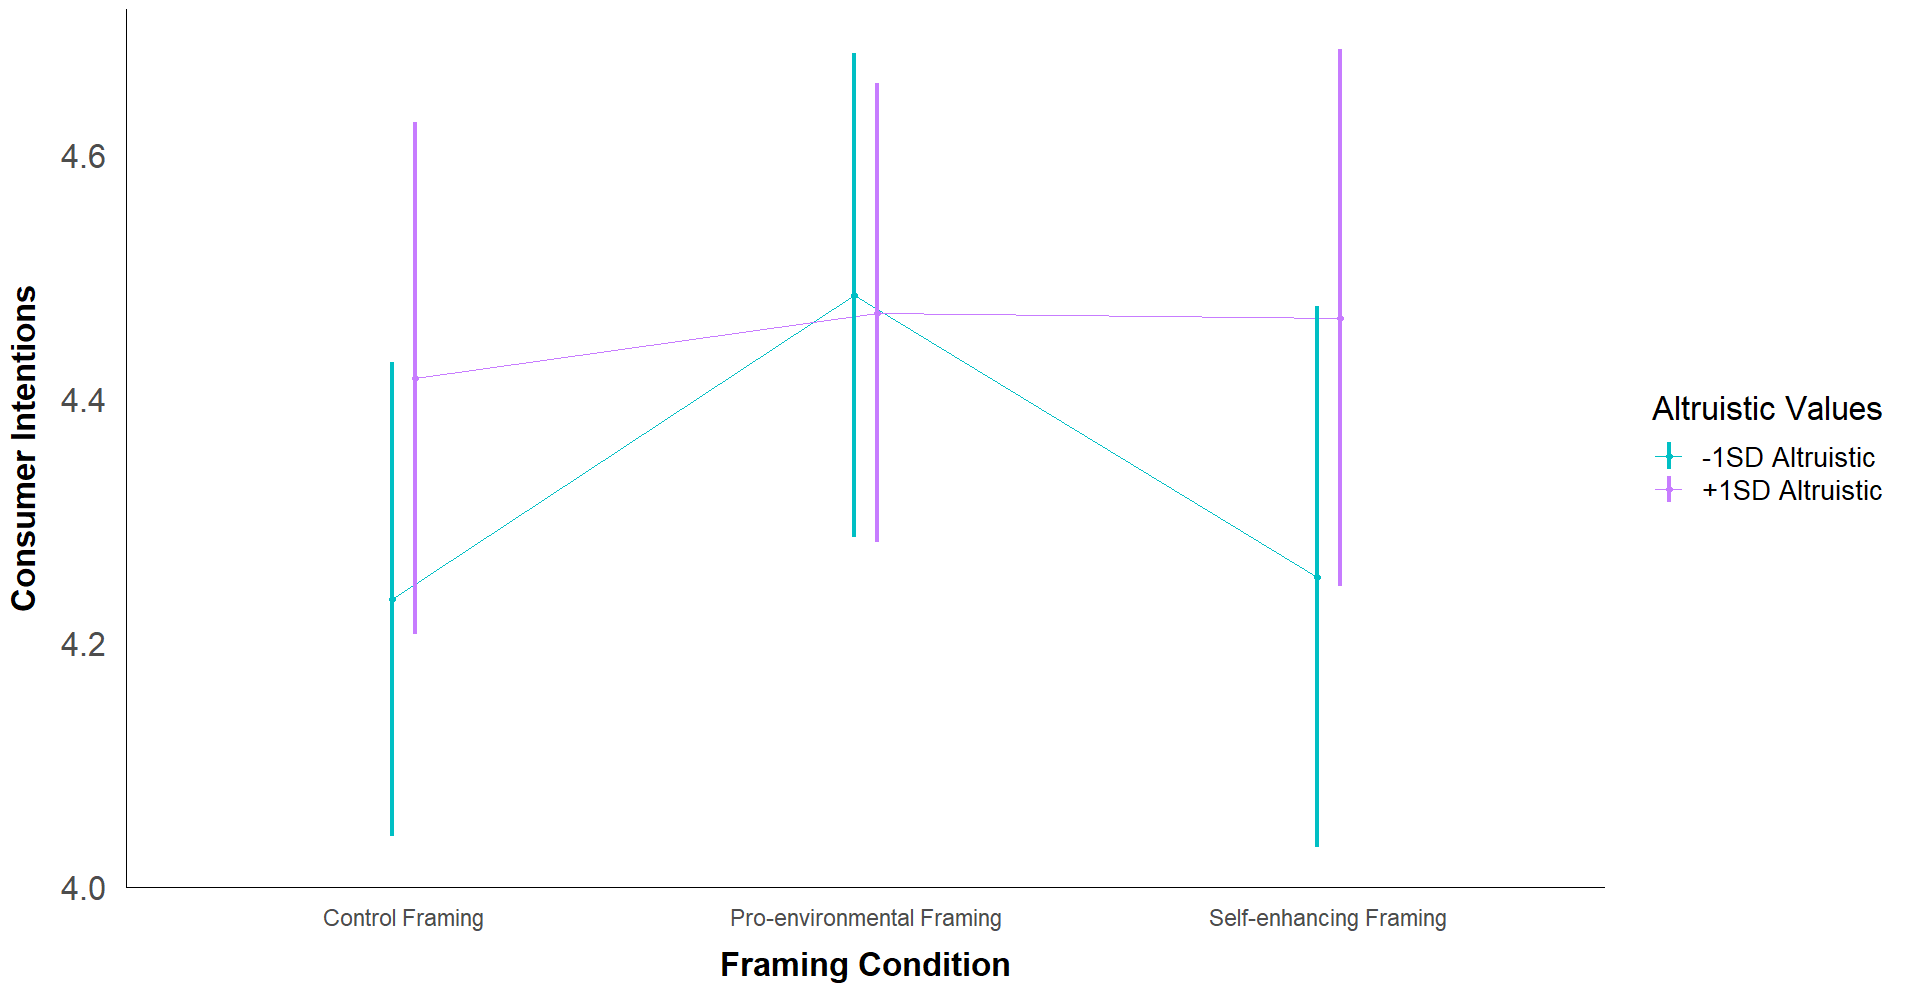 Consumer Intentions
4.6
4.4
4.2
4.0
Control Framing
Pro-environmental Framing
Self-enhancing Framing
Framing Condition
Altruistic Values
-1SD Altruistic
+1SD Altruistic